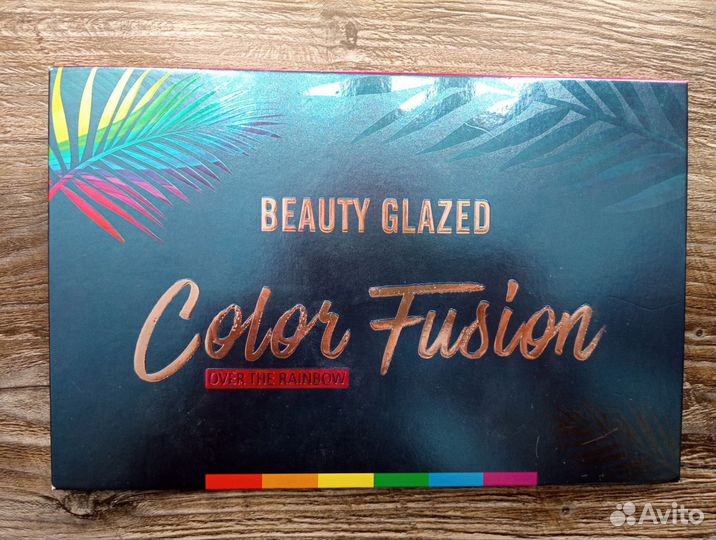 BEAUTY GLAZED
Color Fusion
OVER THE RAINBOW
Avito